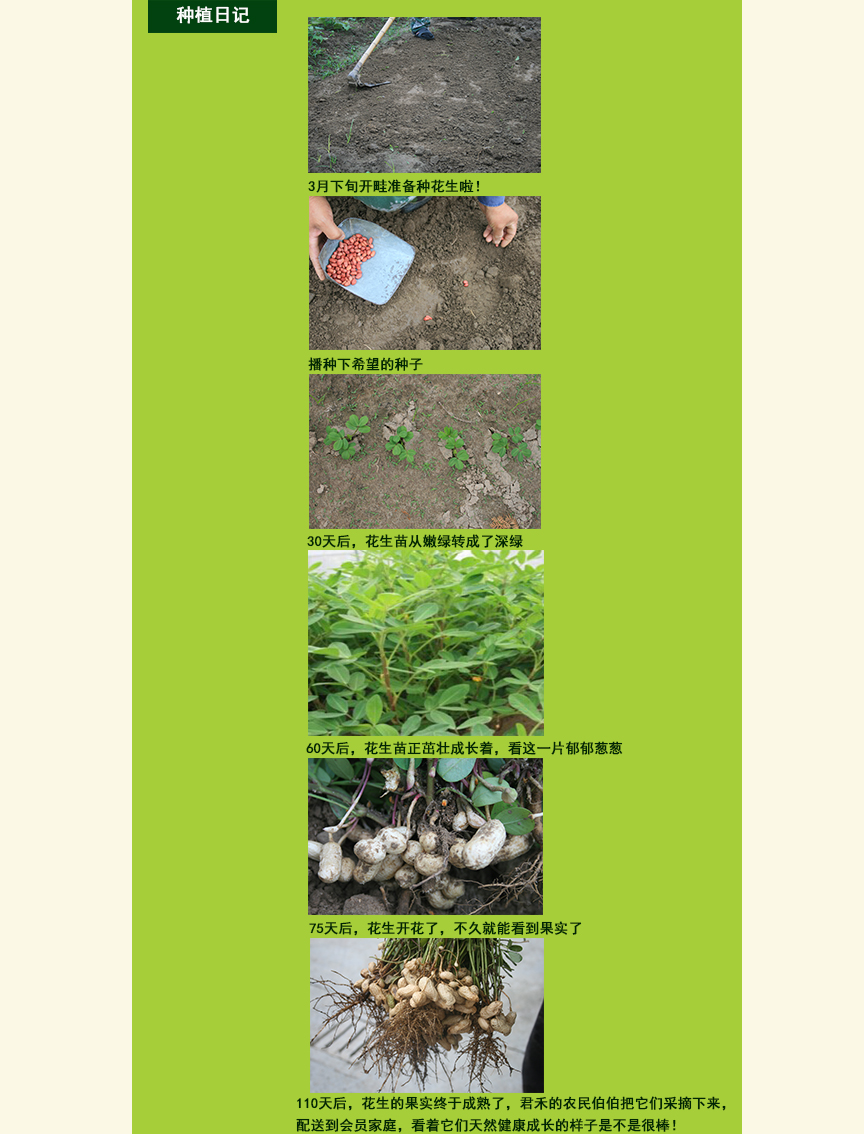 种植日记
3月下旬开畦准备种花生啦！
播种下希望的种子
30天后，花生苗从嫩绿转成了深绿
60天后，花生苗正茁壮成长着，看这一片郁郁葱葱
75天后，花生开花了，不久就能看到果实了
110天后，花生的果实终于成熟了，君禾的农民伯伯把它们采摘下来，
配送到会员家庭，看着它们天然健康成长的样子是不是很棒！